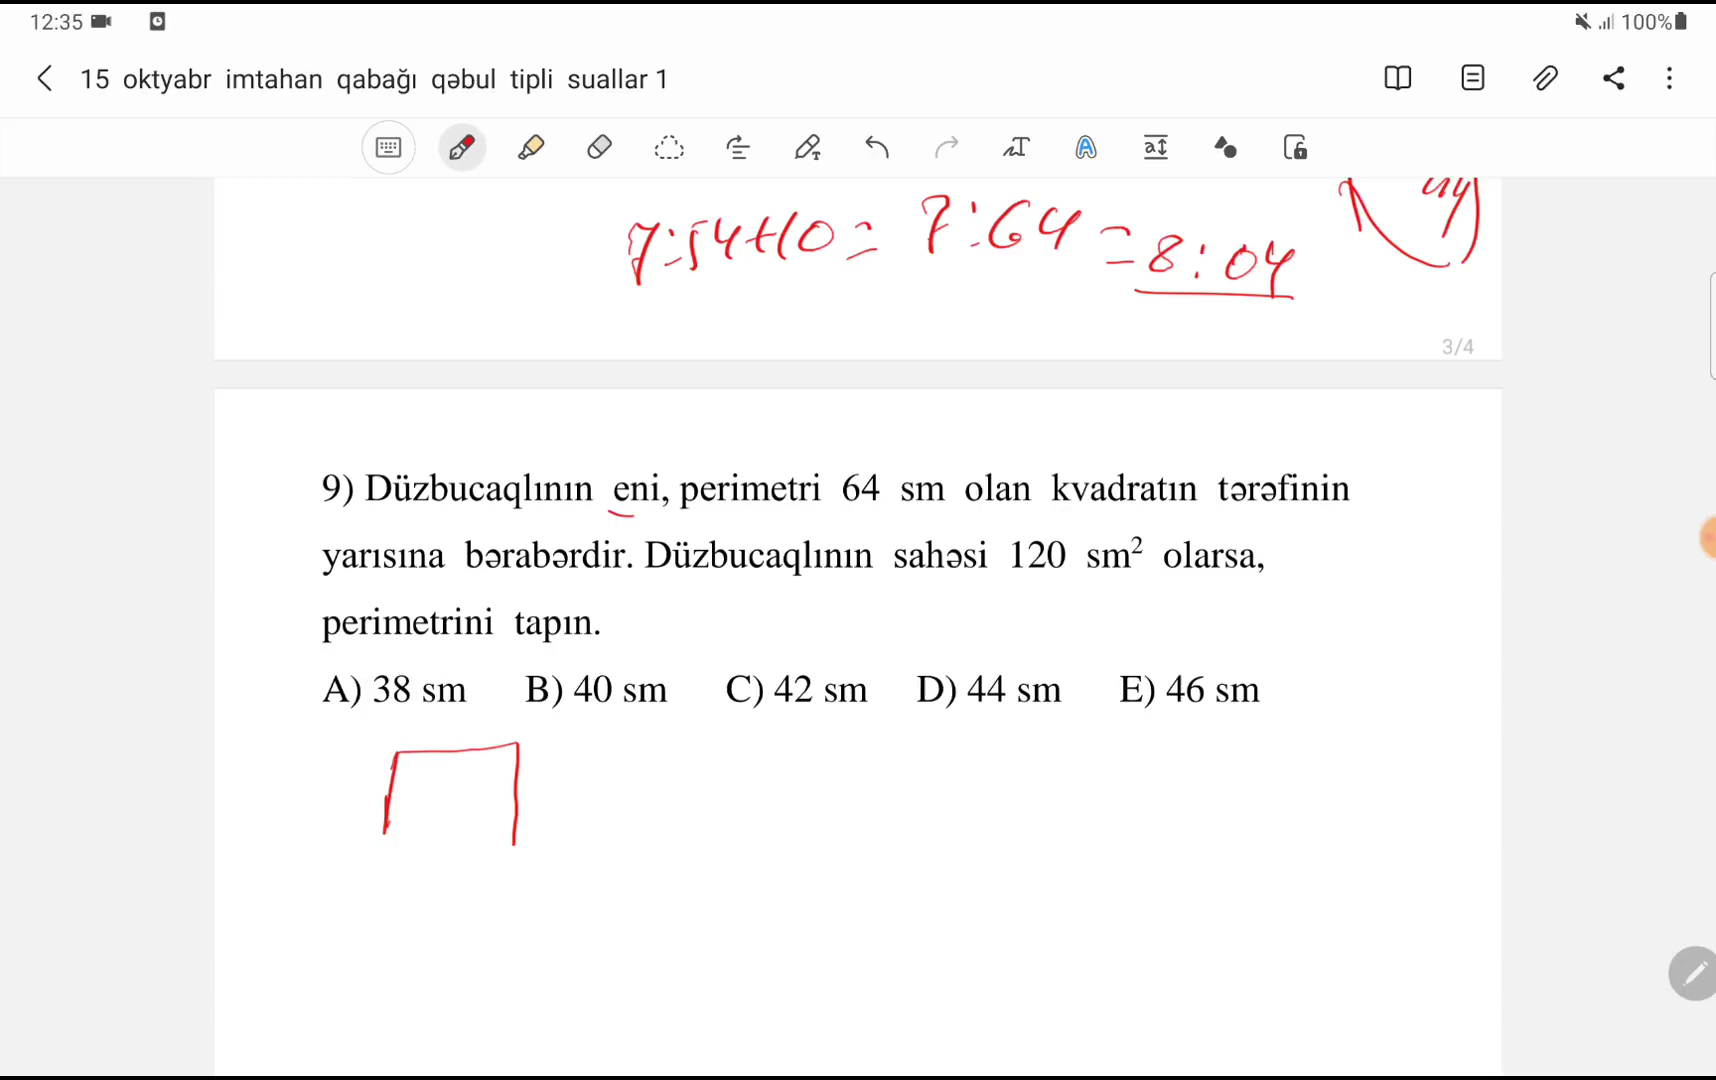 12:35 100%
15 oktyabr imtahan qabağı qəbul tipli suallar 1
7:54+10= 7:64 = 8:04
3/4
9) Düzbucaqlının eni, perimetri 64 sm olan kvadratın tərəfinin
yarısına bərabərdir. Düzbucaqlının sahəsi 120 sm² olarsa,
perimetrini tapın.
A) 38 sm B) 40 sm C) 42 sm D) 44 sm E) 46 sm